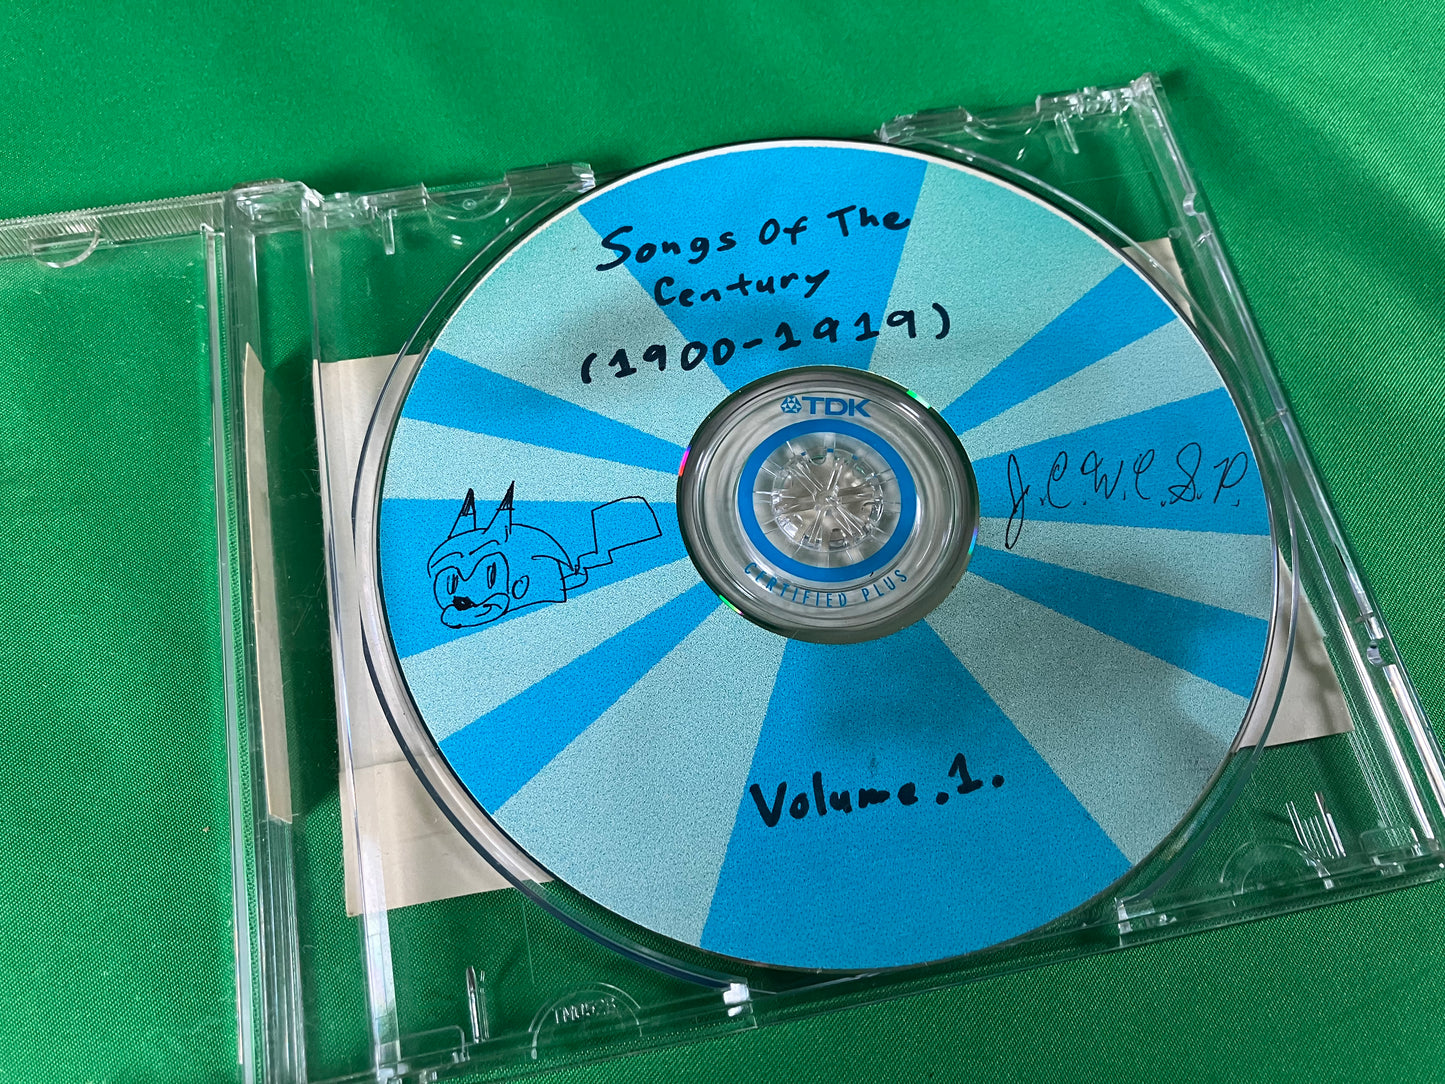 Songs Of The
Century
(1900-1919)
TDK
J.C.W.C.S.P.
CERTIFIED PLUS
Volume.1.